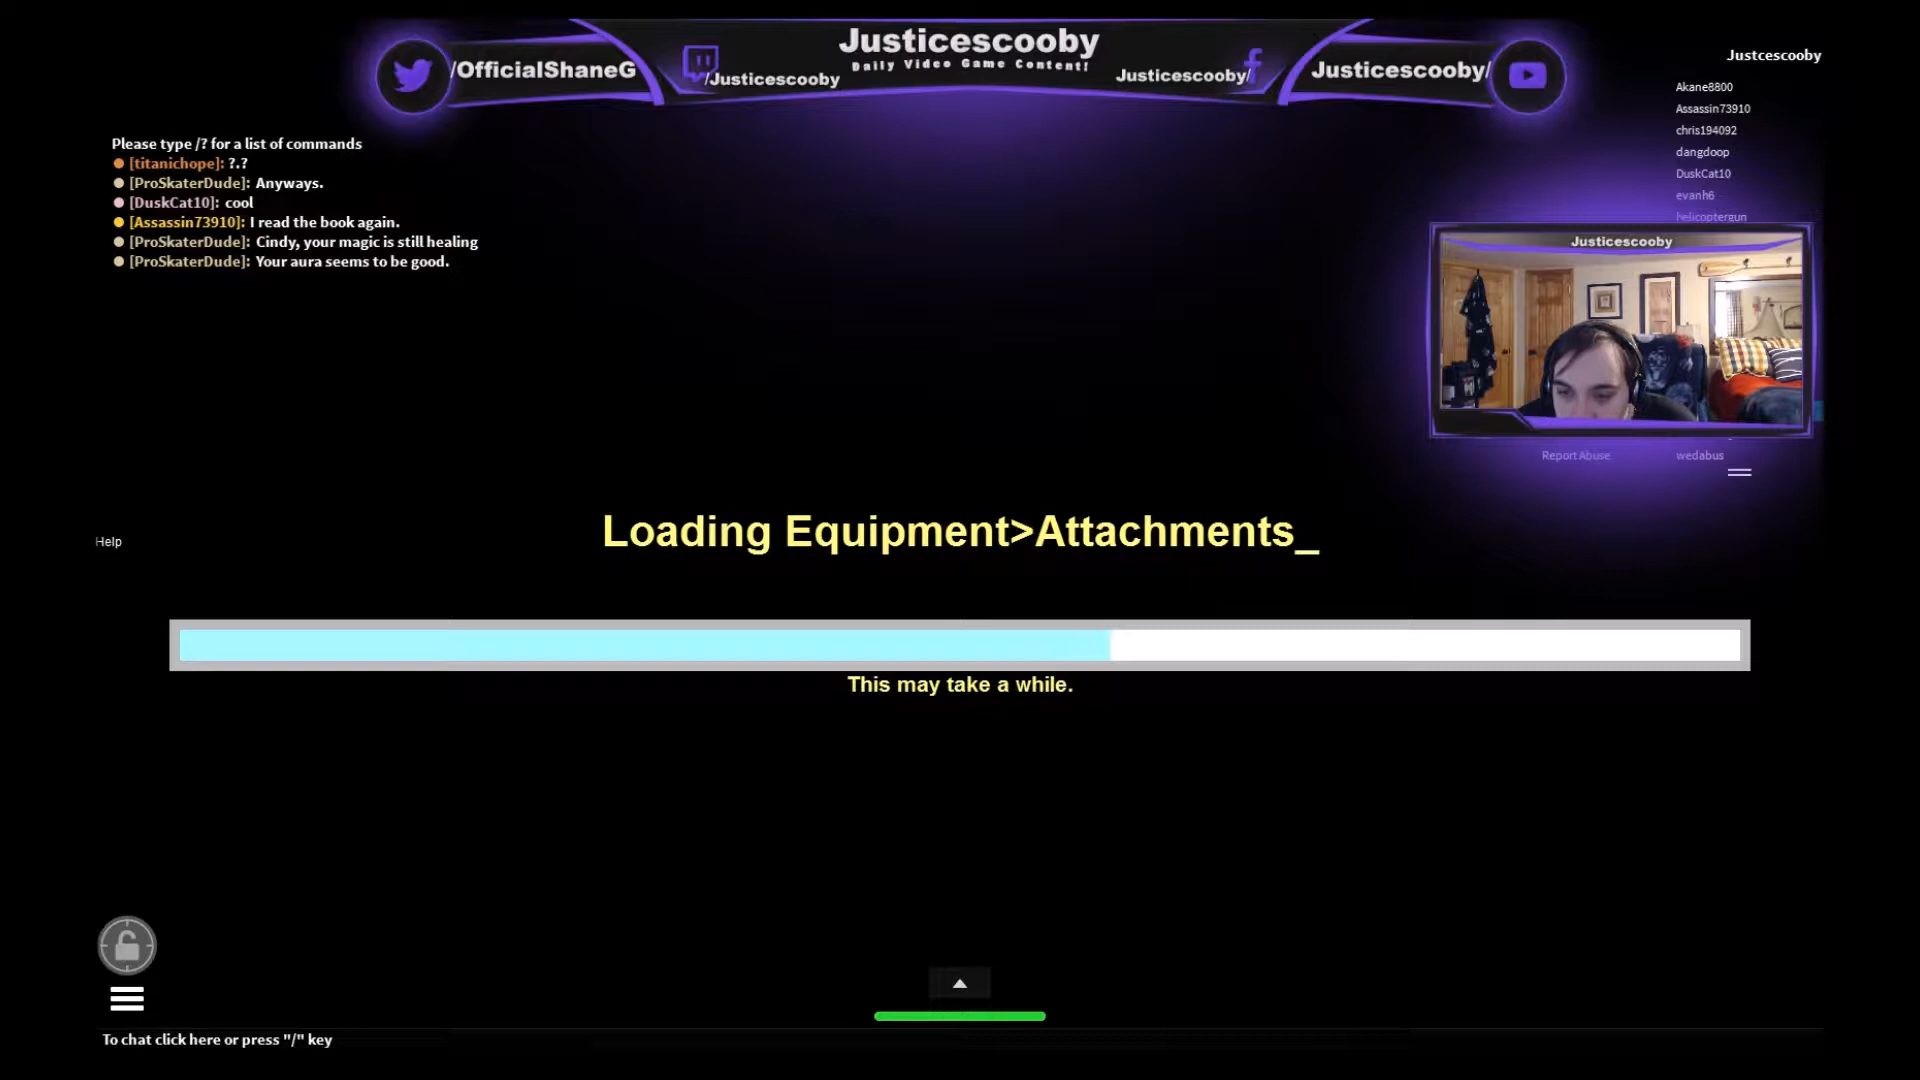 Justicescooby
Daily Video Game Content!
/OfficialShaneG
/Justicescooby
Justicescooby/
Justicescooby/
Justcescooby
Akane8800
Assassin73910
chris194092
dangdoop
DuskCat10
evanh6
helicoptergun
Please type /? for a list of commands
[titanichope]: ?.?
[ProSkaterDude]: Anyways.
[DuskCat10]: cool
[Assassin73910]: I read the book again.
[ProSkaterDude]: Cindy, your magic is still healing
[ProSkaterDude]: Your aura seems to be good.
Justicescooby
Report Abuse
wedabus
Help
Loading Equipment>Attachments_
This may take a while.
To chat click here or press "/" key